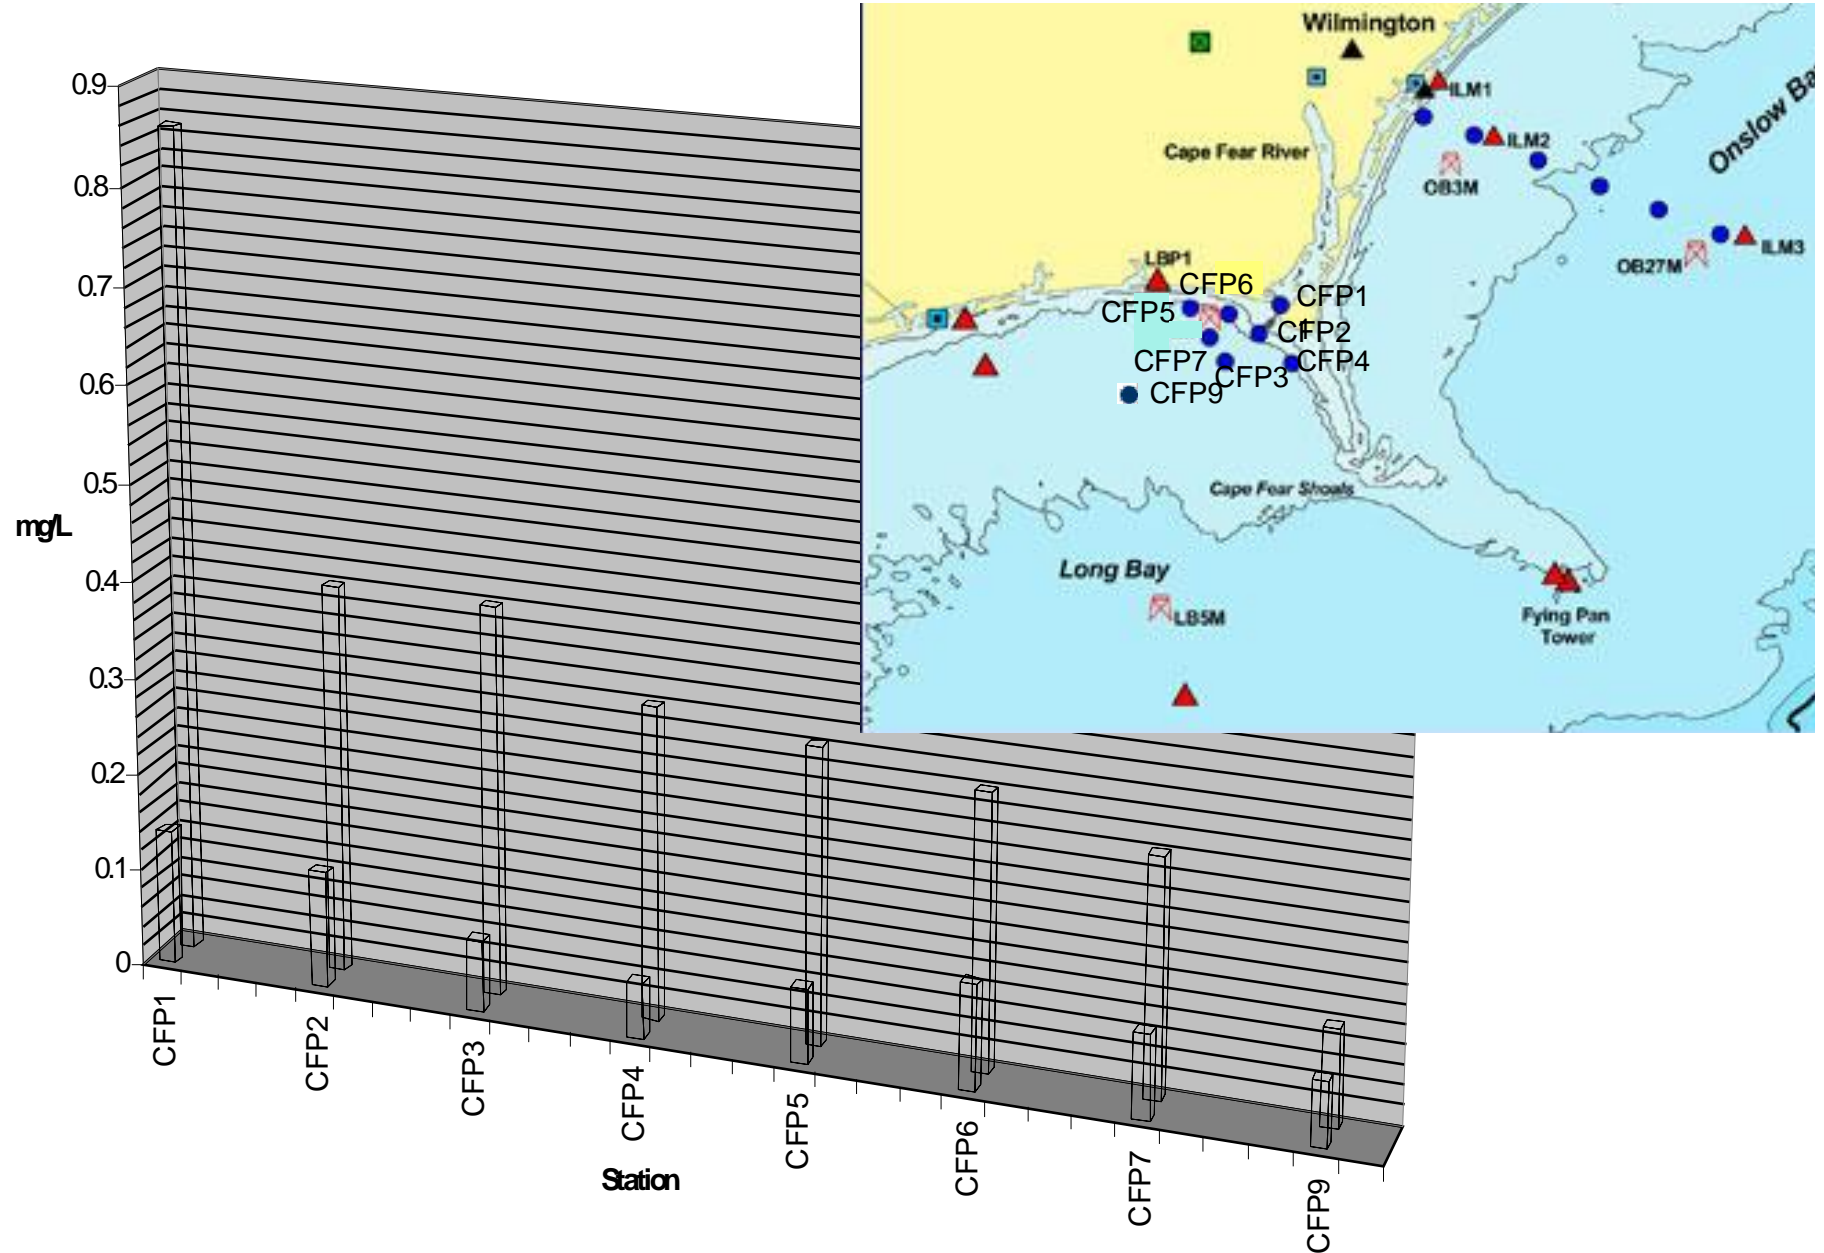 0.9
0.8
0.7
0.6
0.5
0.4
0.3
0.2
0.1
0
mg/L
CFP1
CFP2
CFP3
CFP4
CFP5
CFP6
CFP7
CFP9
Station
Wilmington
ILM1
Cape Fear River
ILM2
OB3M
Onslow Ba
ILM3
OB27M
LBP1
CFP6
CFP1
CFP5
CFP2
CFP7
CFP4
CFP3
CFP9
Cape Fear Shoals
Long Bay
LB5M
Fying Pan
Tower